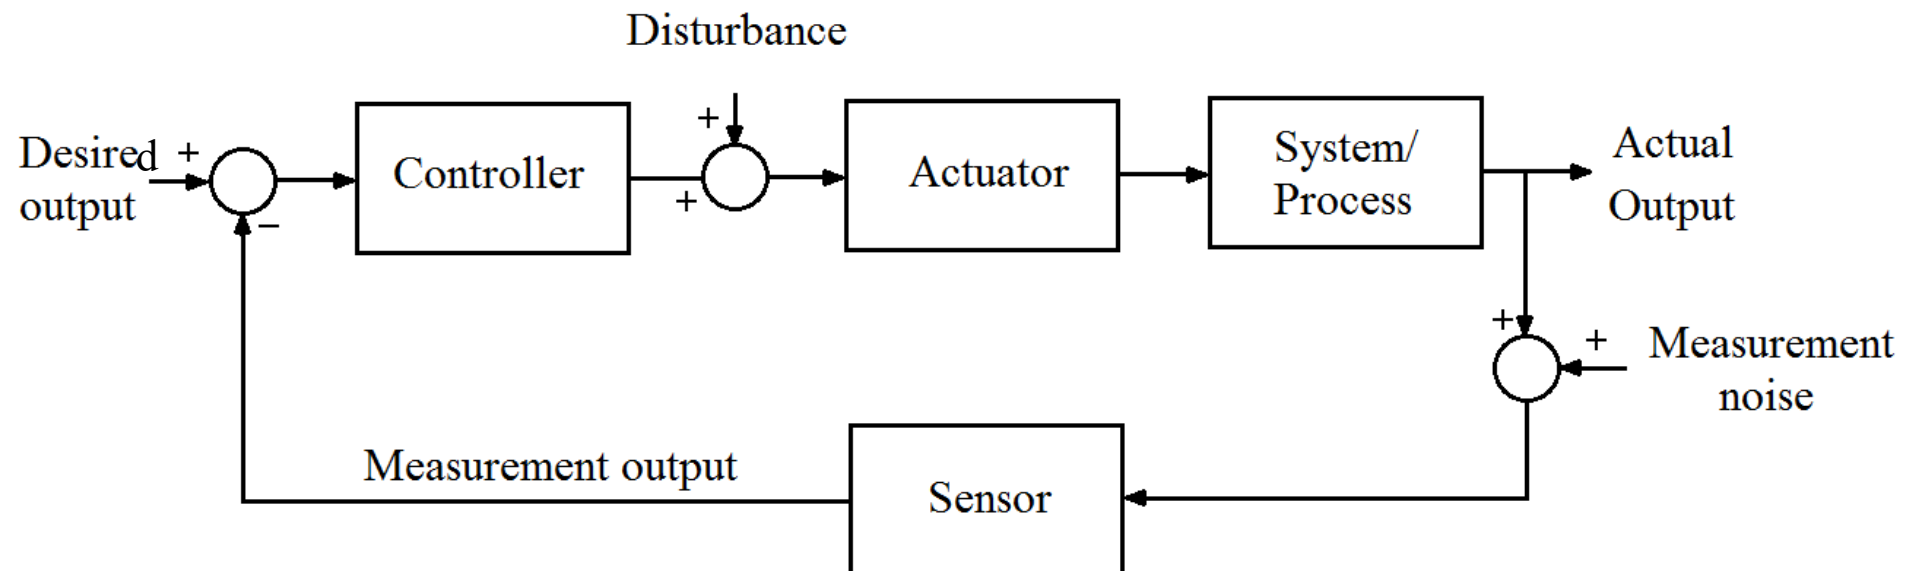 Disturbance
+
Desired +
output
−
Controller
+
Actuator
System/
Process
Actual
Output
+
+
Measurement
noise
Measurement output
Sensor